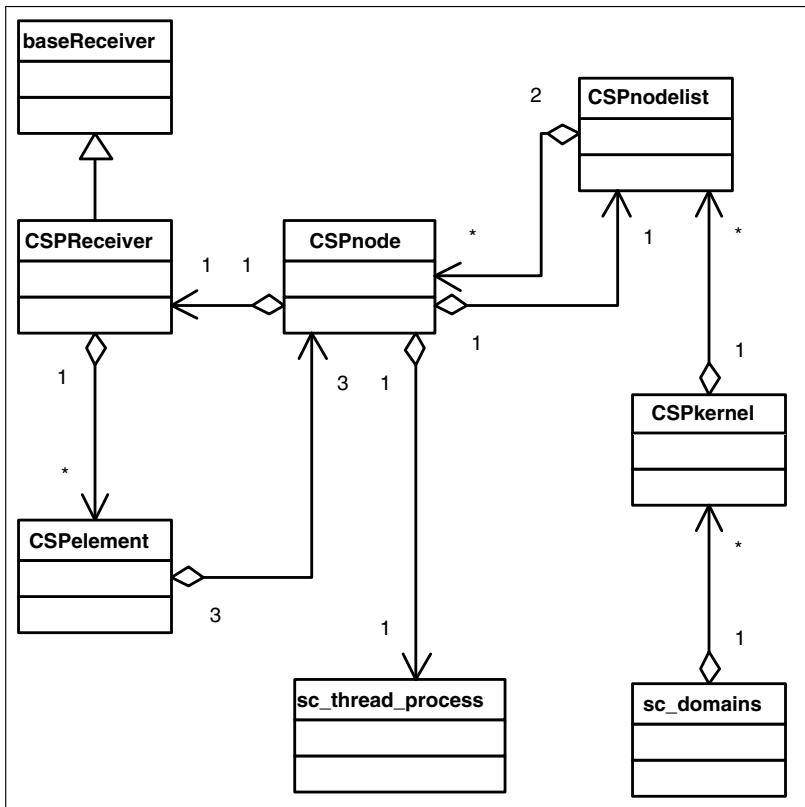 baseReceiver
CSPnodelist
2
CSPReceiver
CSPnode
*
1
*
1
1
1
1
1
3
1
CSPkernel
*
CSPelement
*
3
1
1
sc_thread_process
sc_domains